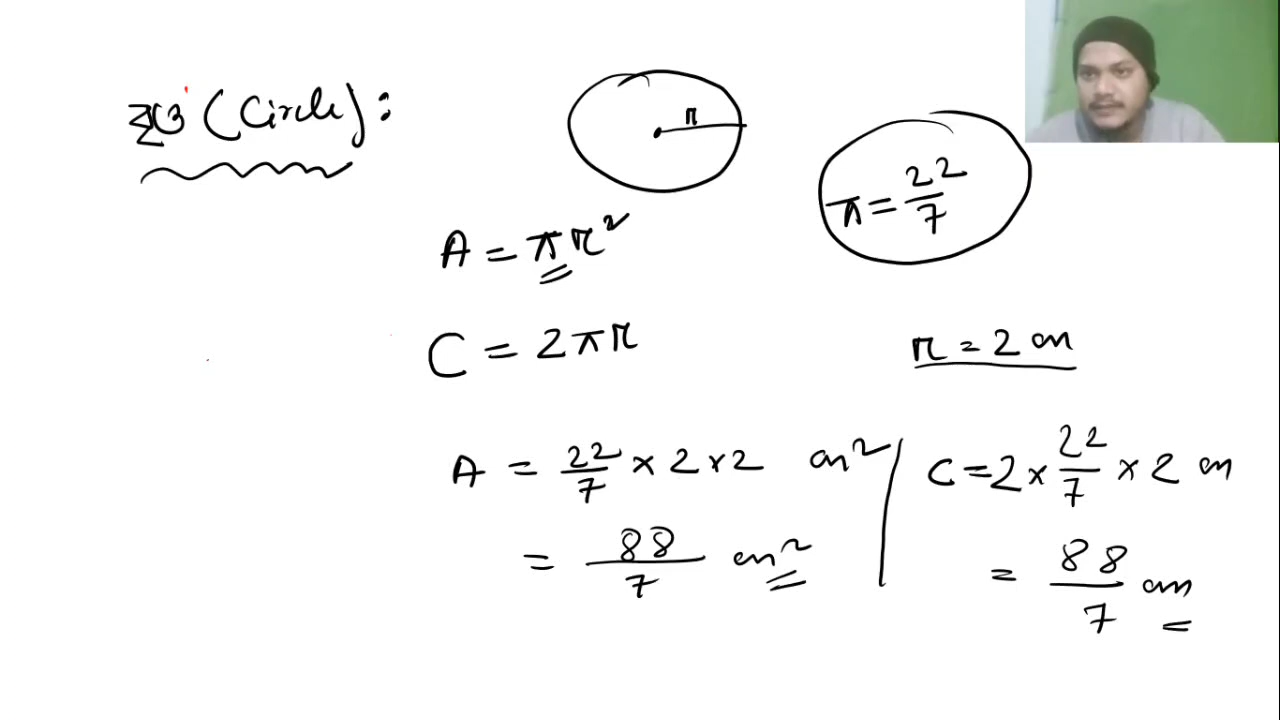 বৃত্ত (Circle):
r
π = 22/7
A = πr²
C = 2πr
r = 2 cm
A = 22/7 × 2 × 2 cm²
C = 2 × 22/7 × 2 cm
= 88/7 cm²
= 88/7 cm